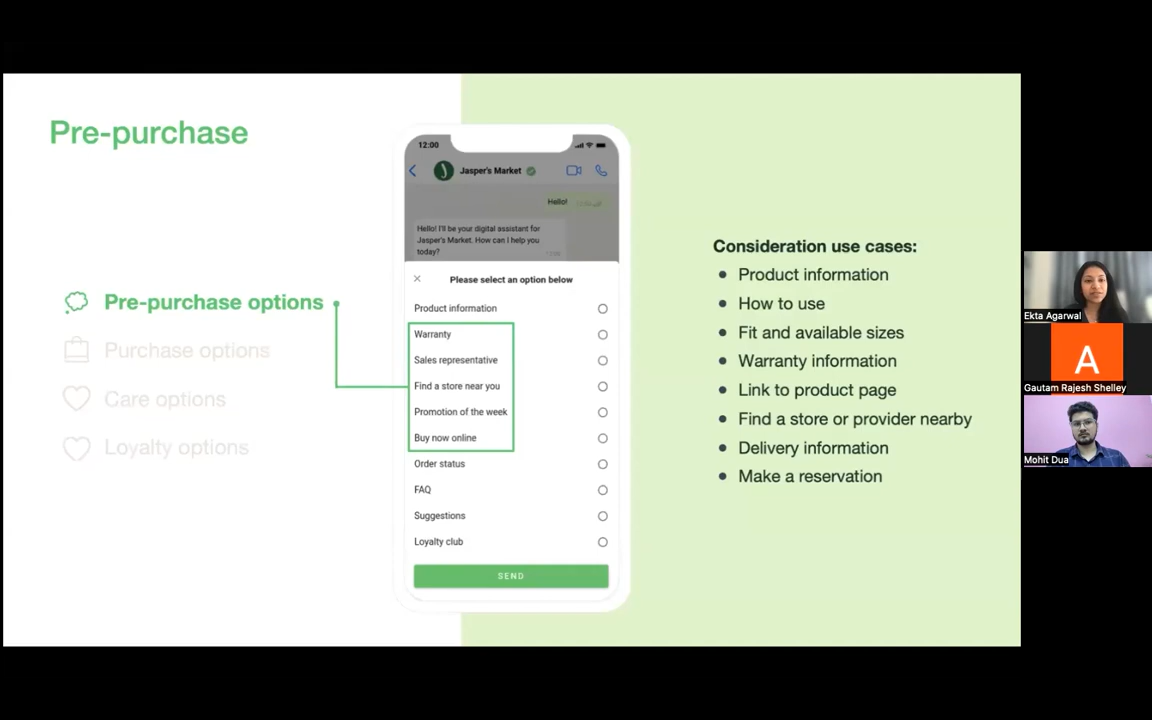 Pre-purchase
Pre-purchase options
Purchase options
Care options
Loyalty options
12:00
Jasper's Market
Hello!
Hello! I'll be your digital assistant for
Jasper's Market. How can I help you
today?
Please select an option below
Product information
Warranty
Sales representative
Find a store near you
Promotion of the week
Buy now online
Order status
FAQ
Suggestions
Loyalty club
SEND
Consideration use cases:
• Product information
• How to use
• Fit and available sizes
• Warranty information
• Link to product page
• Find a store or provider nearby
• Delivery information
• Make a reservation
Ekta Agarwal
A
Gautam Rajesh Shelley
Mohit Dua